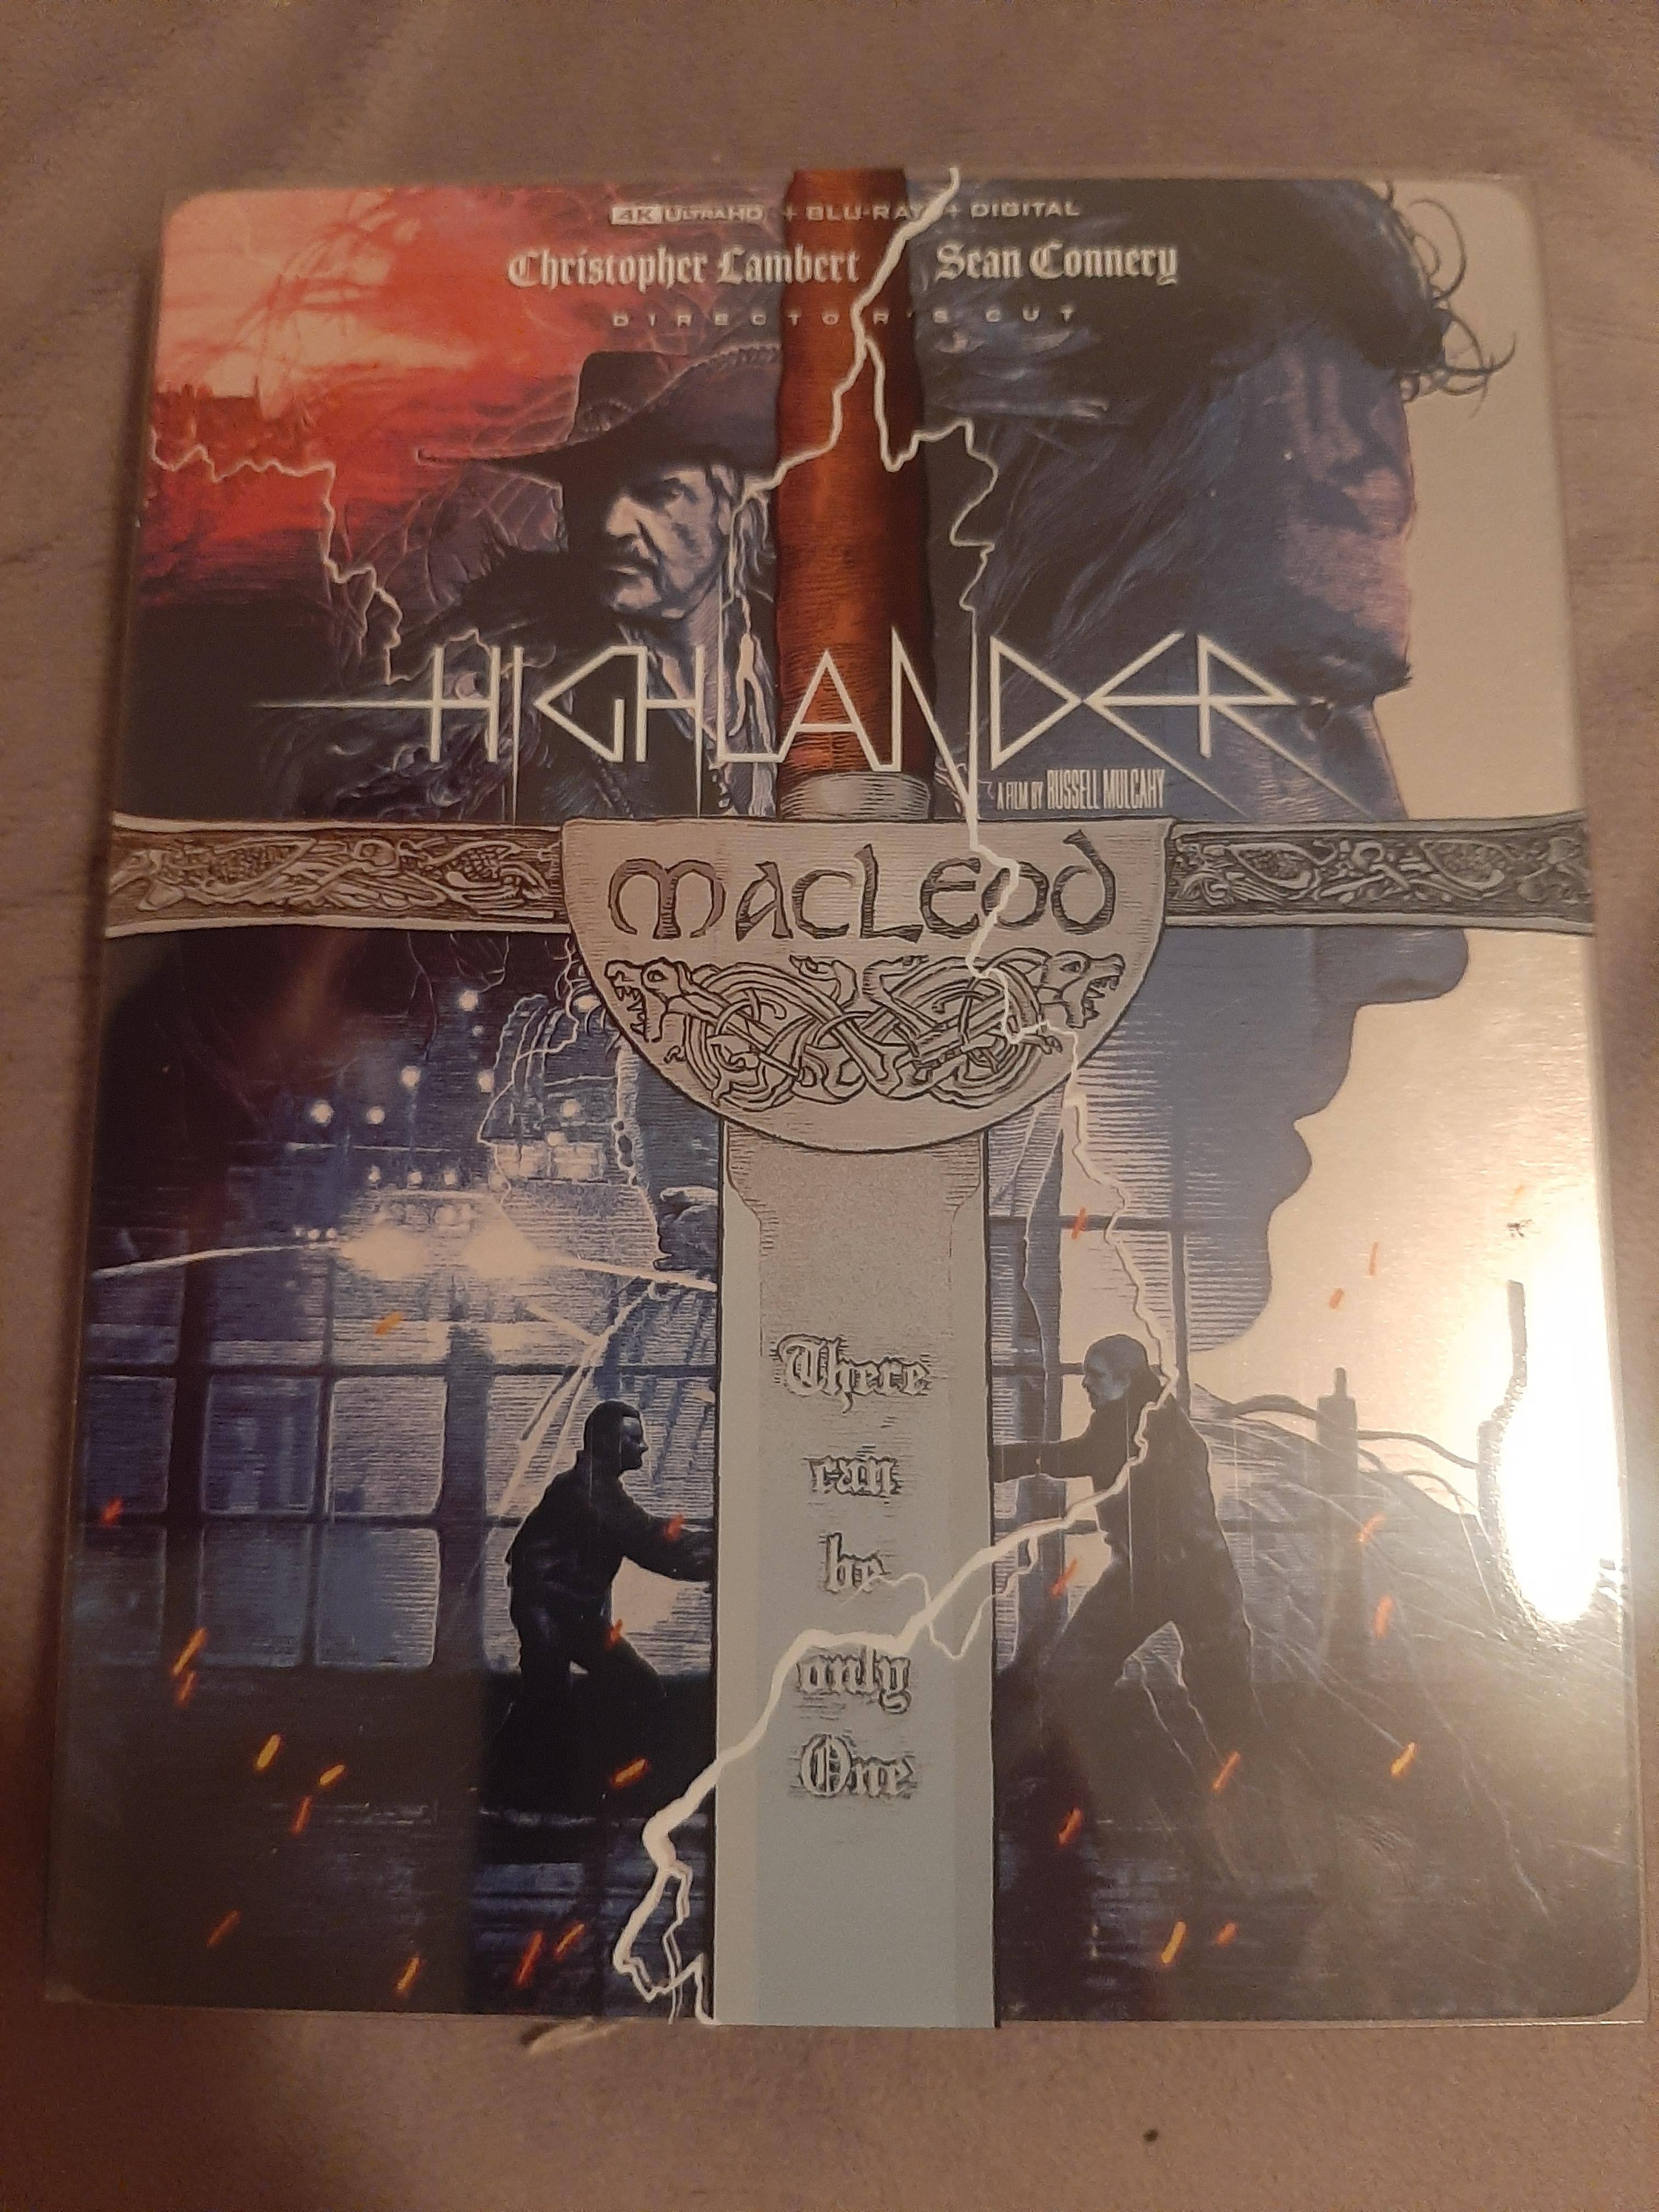 4K ULTRA HD + BLU-RAY + DIGITAL
Christopher Lambert Sean Connery
DIRECTOR'S CUT
HIGHLANDER
A FILM BY RUSSELL MULCAHY
MacLeod
There
can
be
only
One